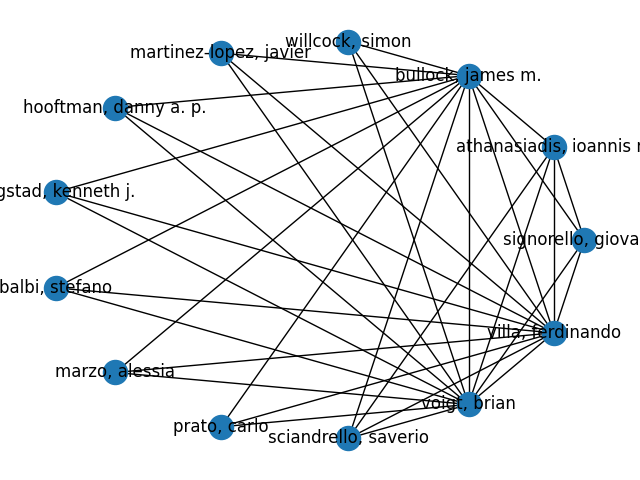 willcock, simon
martinez-lopez, javier
bullock, james m.
hooftman, danny a. p.
athanasiadis, ioannis
gstad, kenneth j.
signorello, giova
balbi, stefano
villa, ferdinando
marzo, alessia
voigt, brian
prato, carlo
sciandrello, saverio